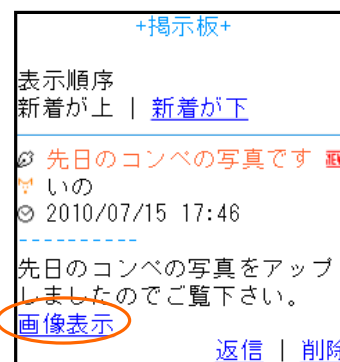 +掲示板+
表示順序
新着が上 | 新着が下
先日のコンペの写真です
いの
2010/07/15 17:46
----------
先日のコンペの写真をアップ
しましたのでご覧下さい。
画像表示
返信 | 削除